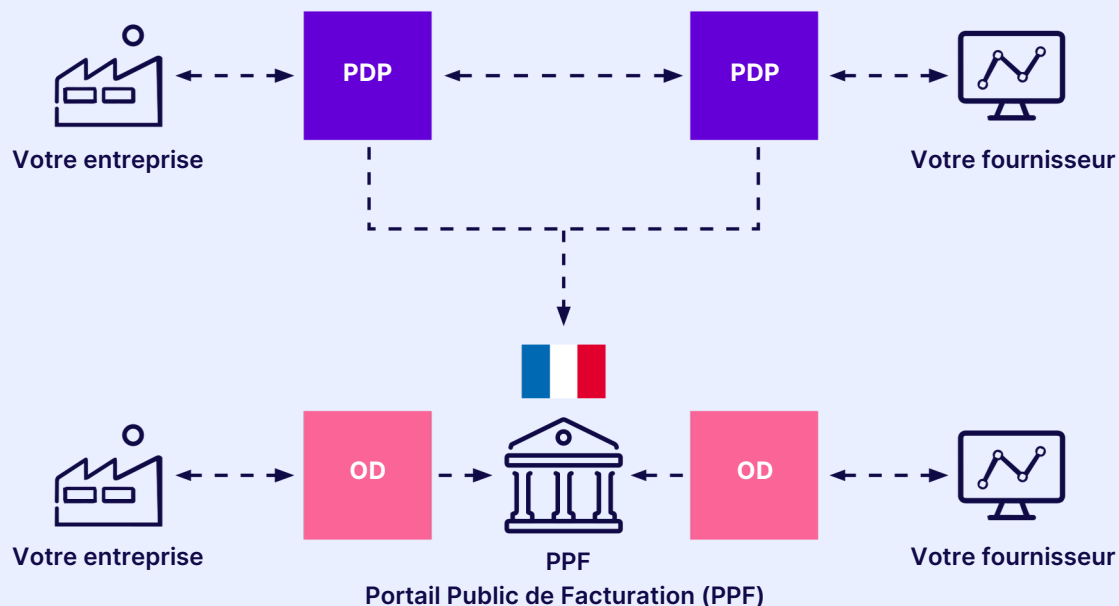 PDP
PDP
Votre entreprise
Votre fournisseur
OD
OD
Votre entreprise
PPF
Votre fournisseur
Portail Public de Facturation (PPF)